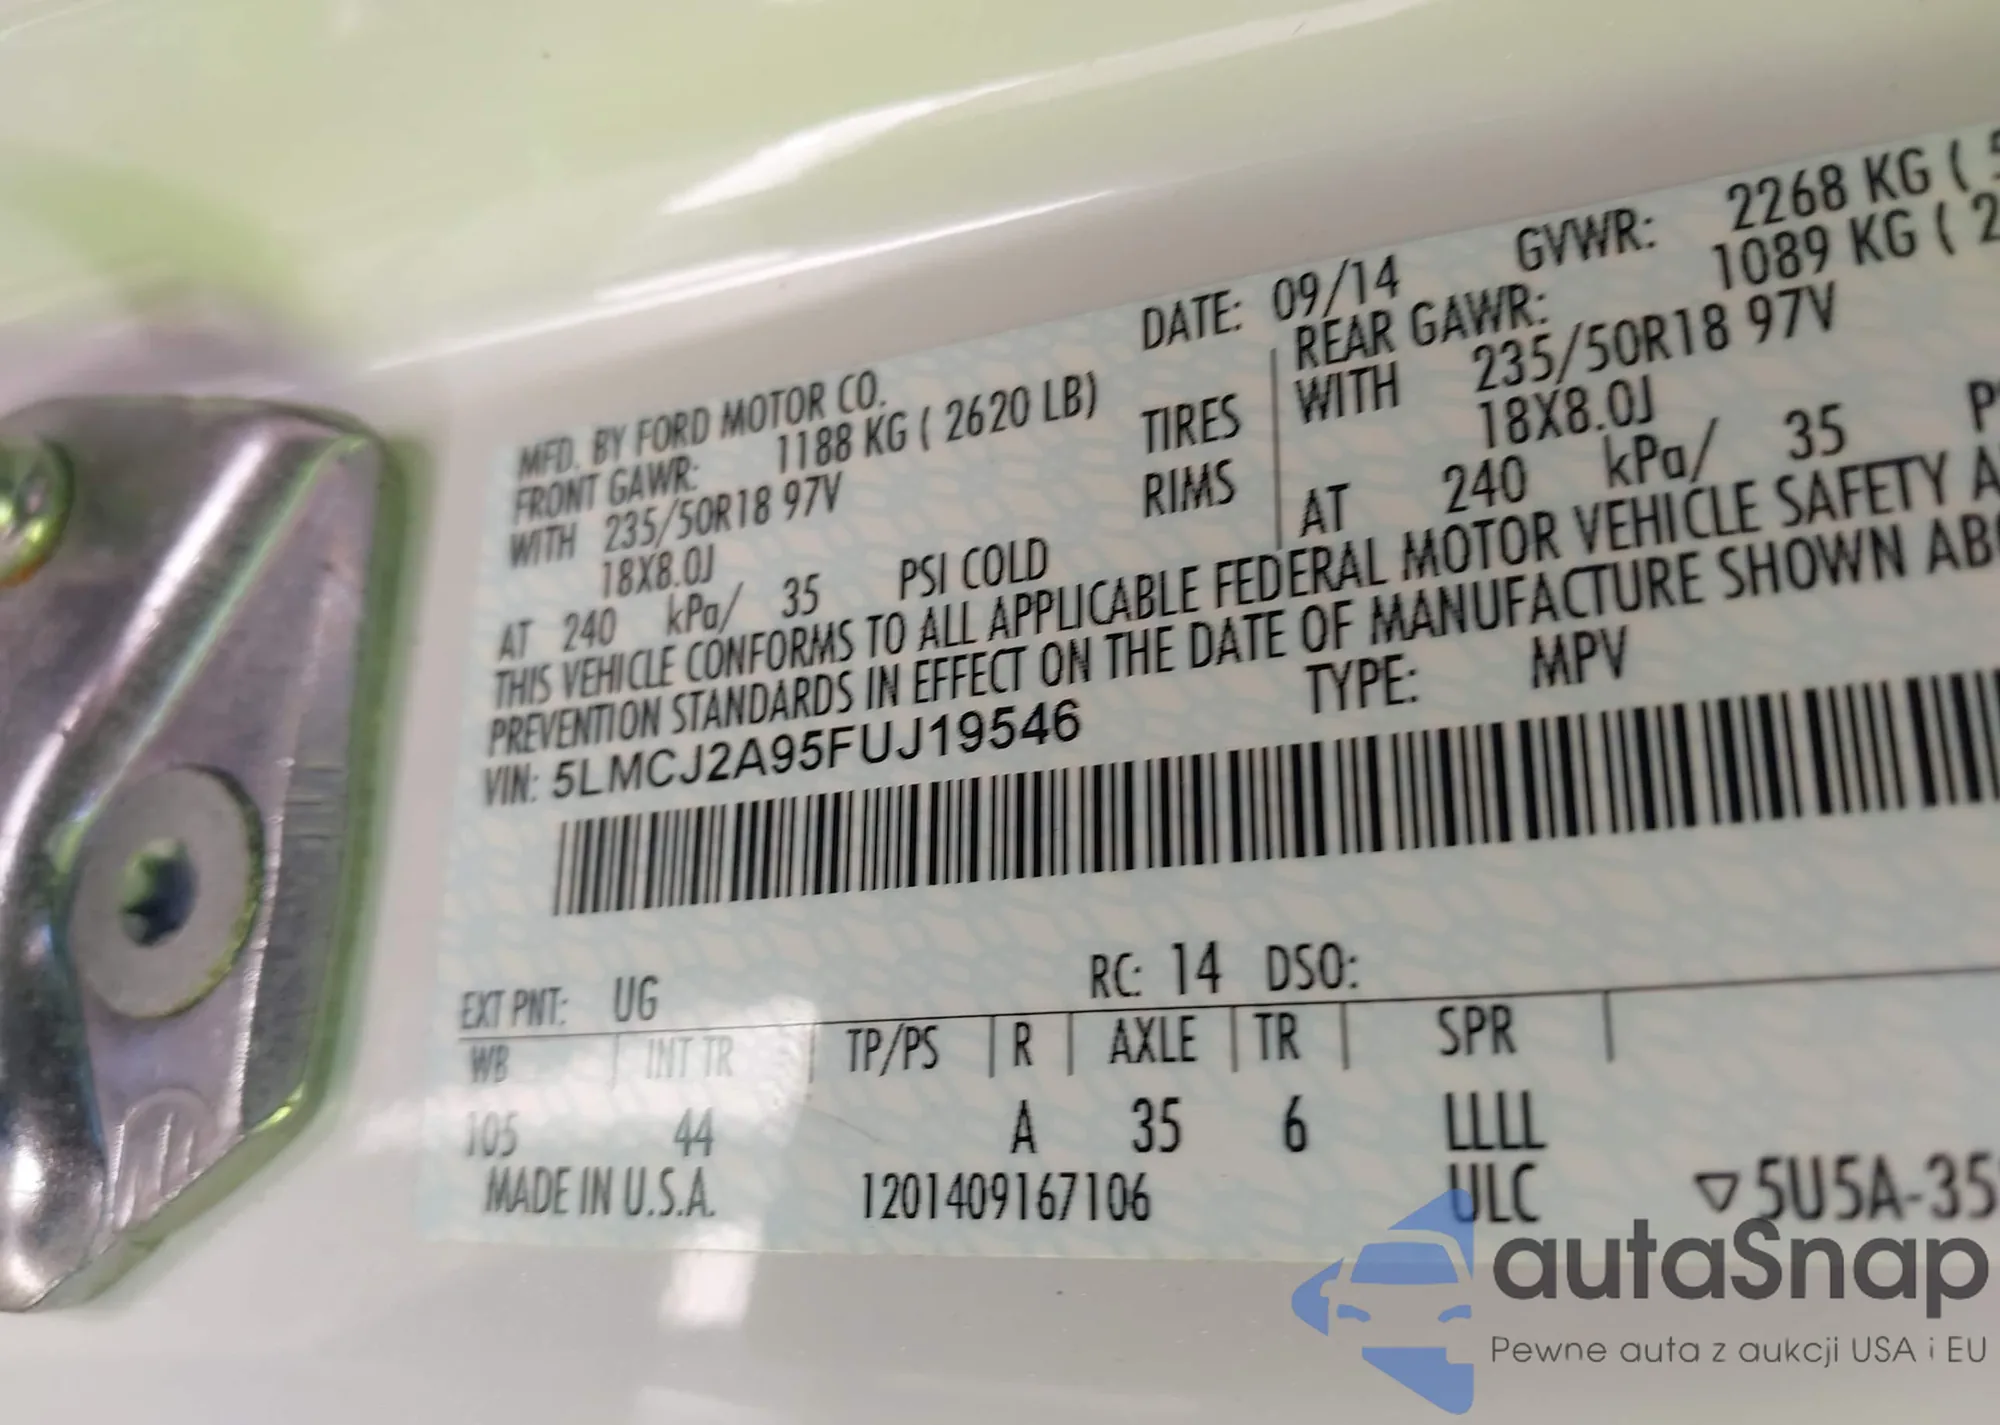 DATE: 09/14 GVWR: 2268 KG (
MFD. BY FORD MOTOR CO.
FRONT GAWR: 1188 KG ( 2620 LB) REAR GAWR: 1089 KG ( 2
WITH 235/50R18 97V TIRES WITH 235/50R18 97V
18X8.0J RIMS 18X8.0J
AT 240 kPa/ 35 PSI COLD AT 240 kPa/ 35
THIS VEHICLE CONFORMS TO ALL APPLICABLE FEDERAL MOTOR VEHICLE SAFETY
PREVENTION STANDARDS IN EFFECT ON THE DATE OF MANUFACTURE SHOWN
VIN: 5LMCJ2A95FUJ19546 TYPE: MPV
EXT PNT: UG RC: 14 DSO:
WB INT TR TP/PS R AXLE TR SPR
105 44 A 35 6 LLLL
MADE IN U.S.A. 1201409167106 ULC ▽5U5A-35
autaSnap
Pewne auta z aukcji USA i EU